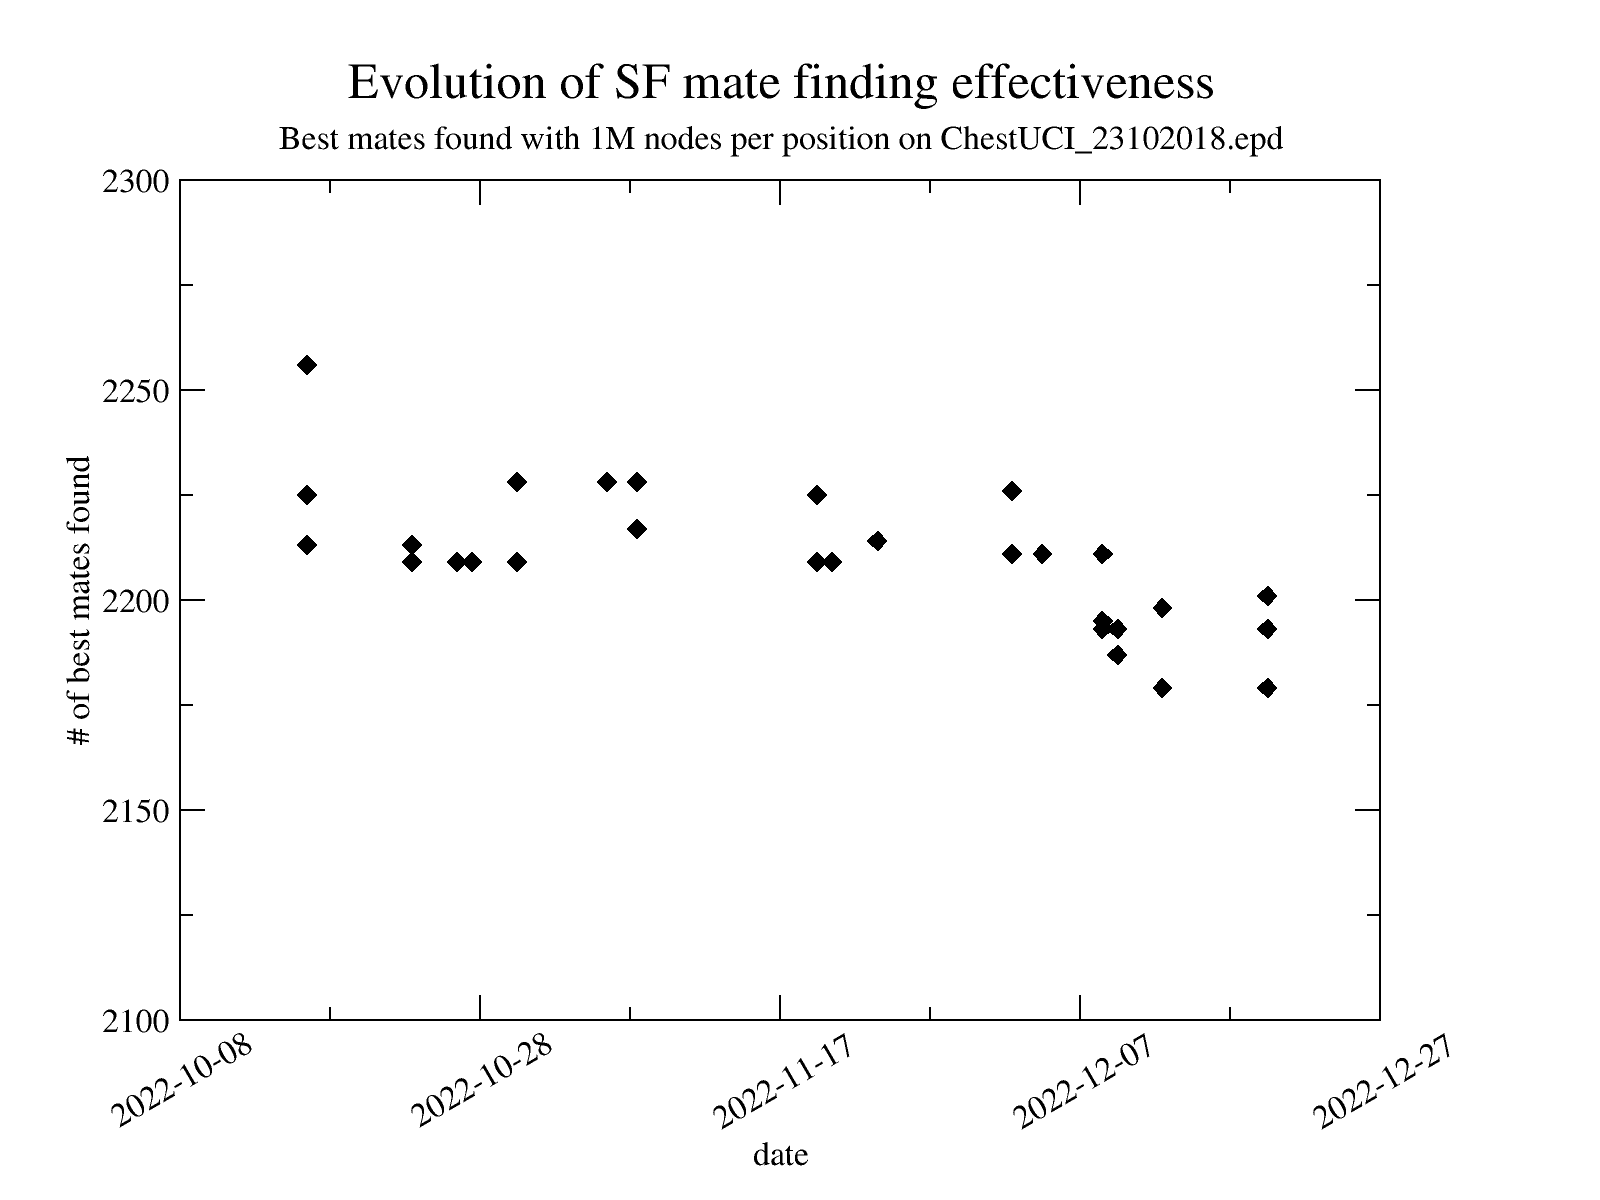 Evolution of SF mate finding effectiveness
Best mates found with 1M nodes per position on ChestUCI_23102018.epd
2300
2250
2200
2150
2100
# of best mates found
2022-10-08
2022-10-28
2022-11-17
2022-12-07
2022-12-27
date